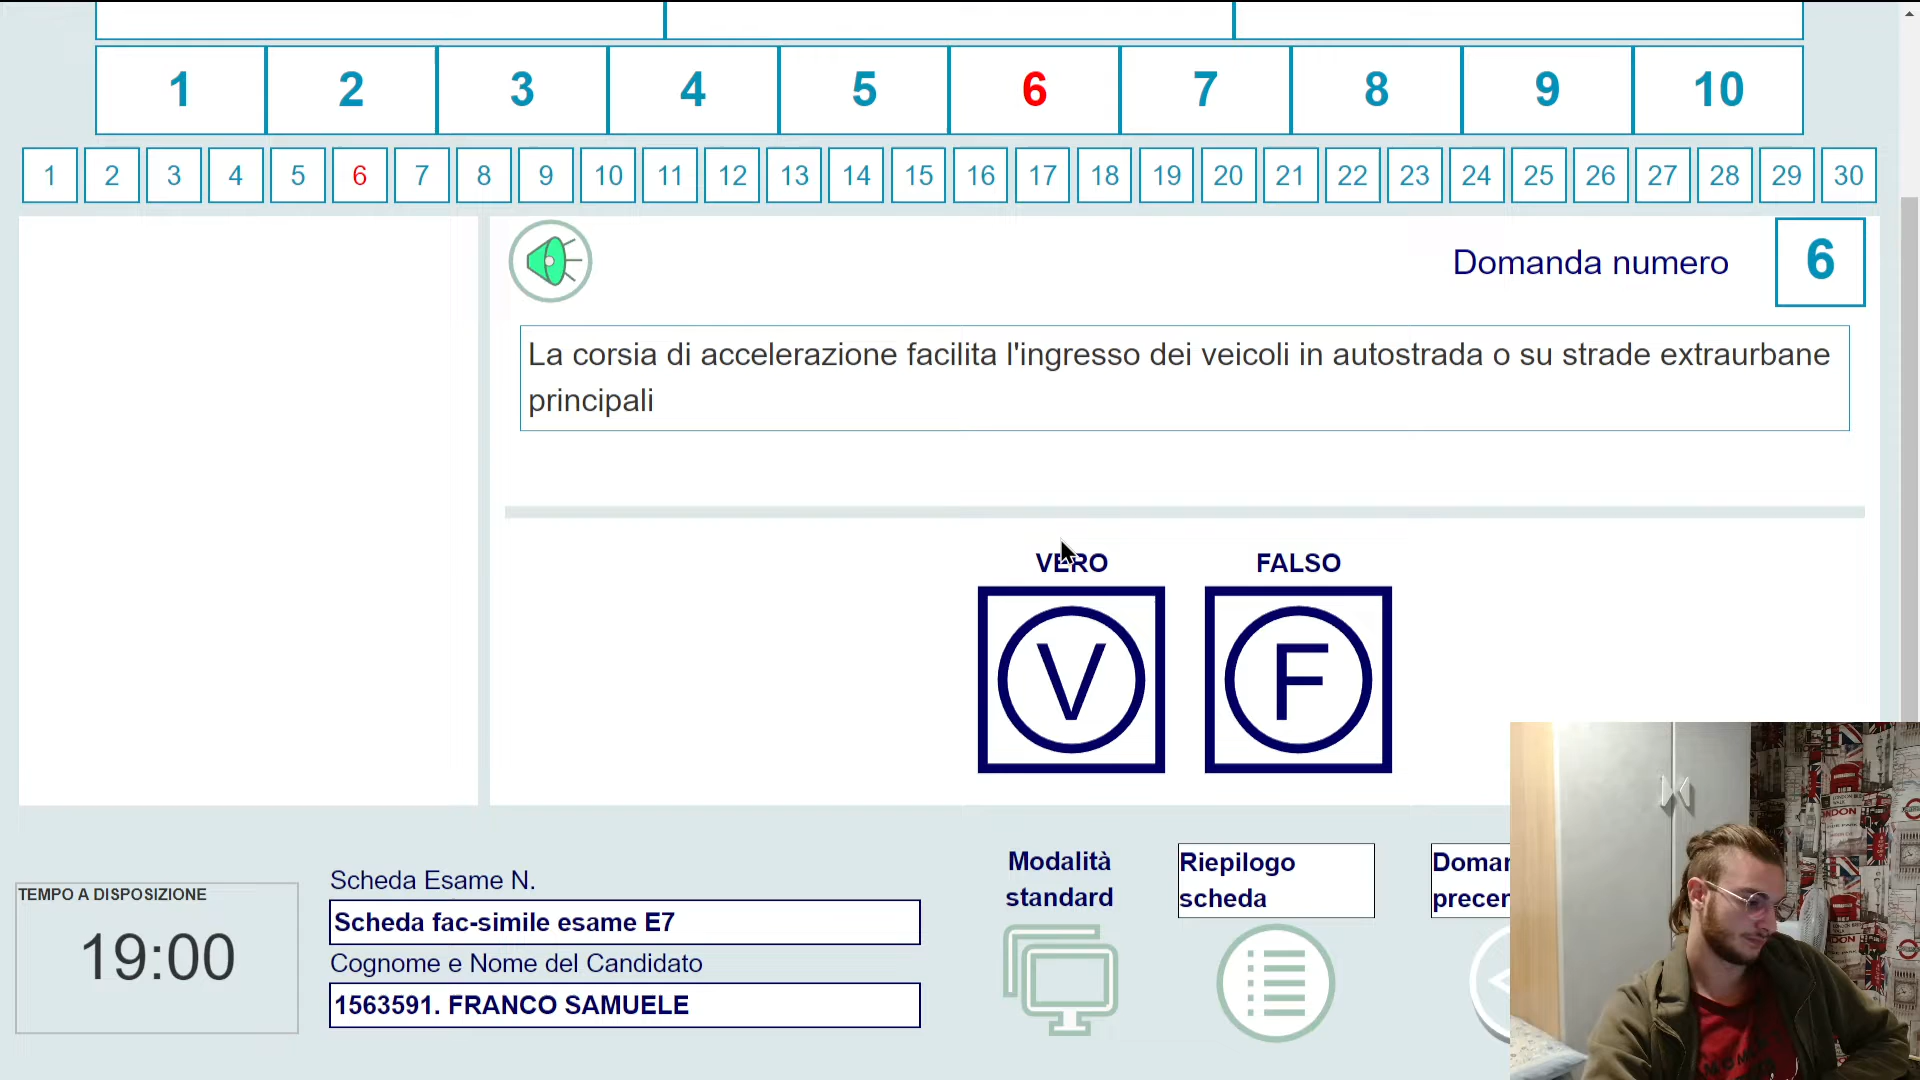 1 2 3 4 5 6 7 8 9 10
1 2 3 4 5 6 7 8 9 10 11 12 13 14 15 16 17 18 19 20 21 22 23 24 25 26 27 28 29 30
Domanda numero 6
La corsia di accelerazione facilita l'ingresso dei veicoli in autostrada o su strade extraurbane
principali
VERO FALSO
V F
TEMPO A DISPOSIZIONE
19:00
Scheda Esame N.
Scheda fac-simile esame E7
Cognome e Nome del Candidato
1563591. FRANCO SAMUELE
Modalità
standard
Riepilogo
scheda
LONDON